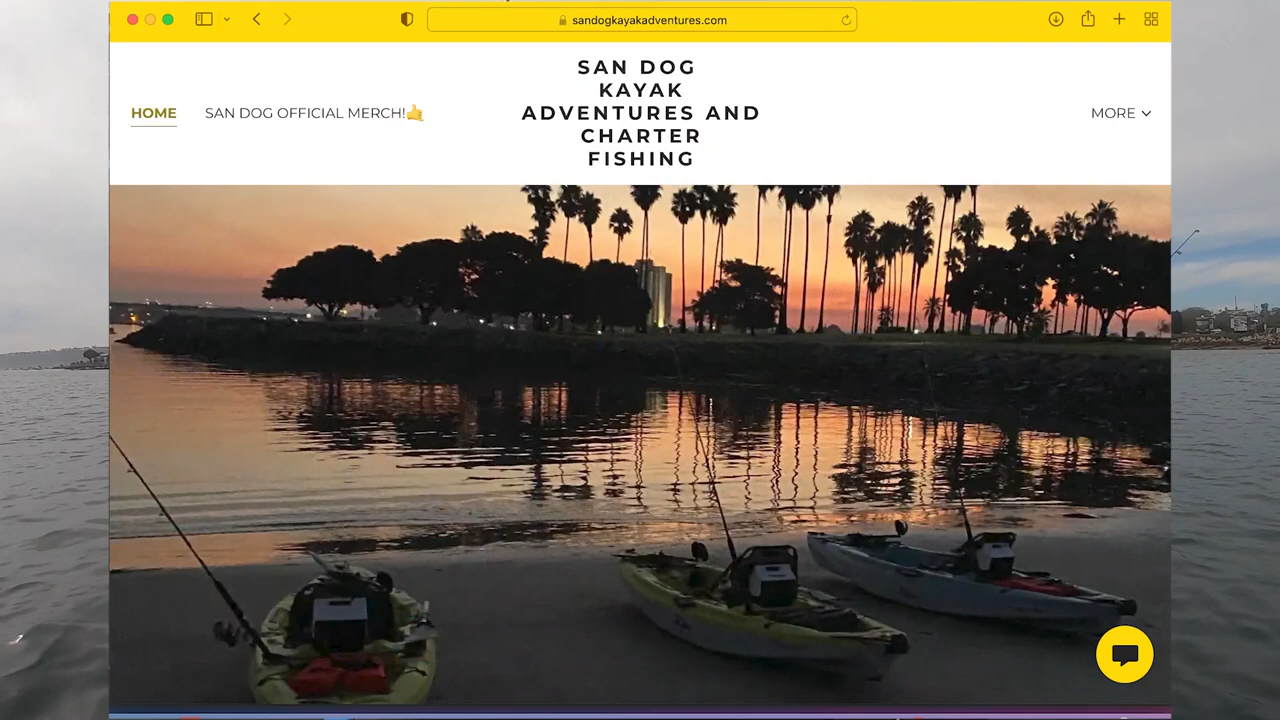 sandogkayakadventures.com
SAN DOG
KAYAK
ADVENTURES AND
CHARTER
FISHING
HOME
SAN DOG OFFICIAL MERCH!🤙
MORE